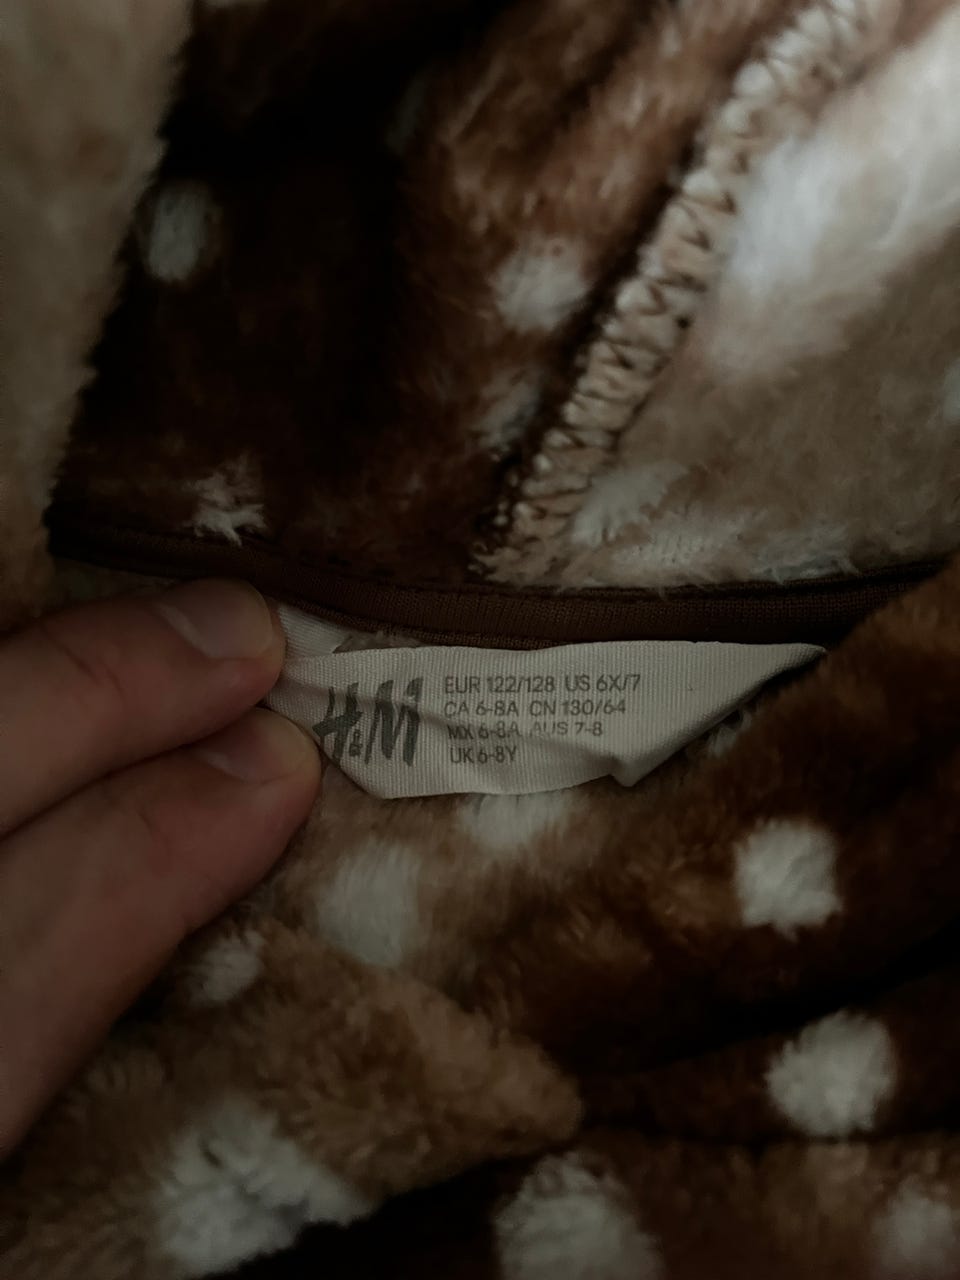 H&M
EUR 122/128 US 6X/7
CA 6-8A CN 130/64
MX 6-8A AUS 7-8
UK 6-8Y